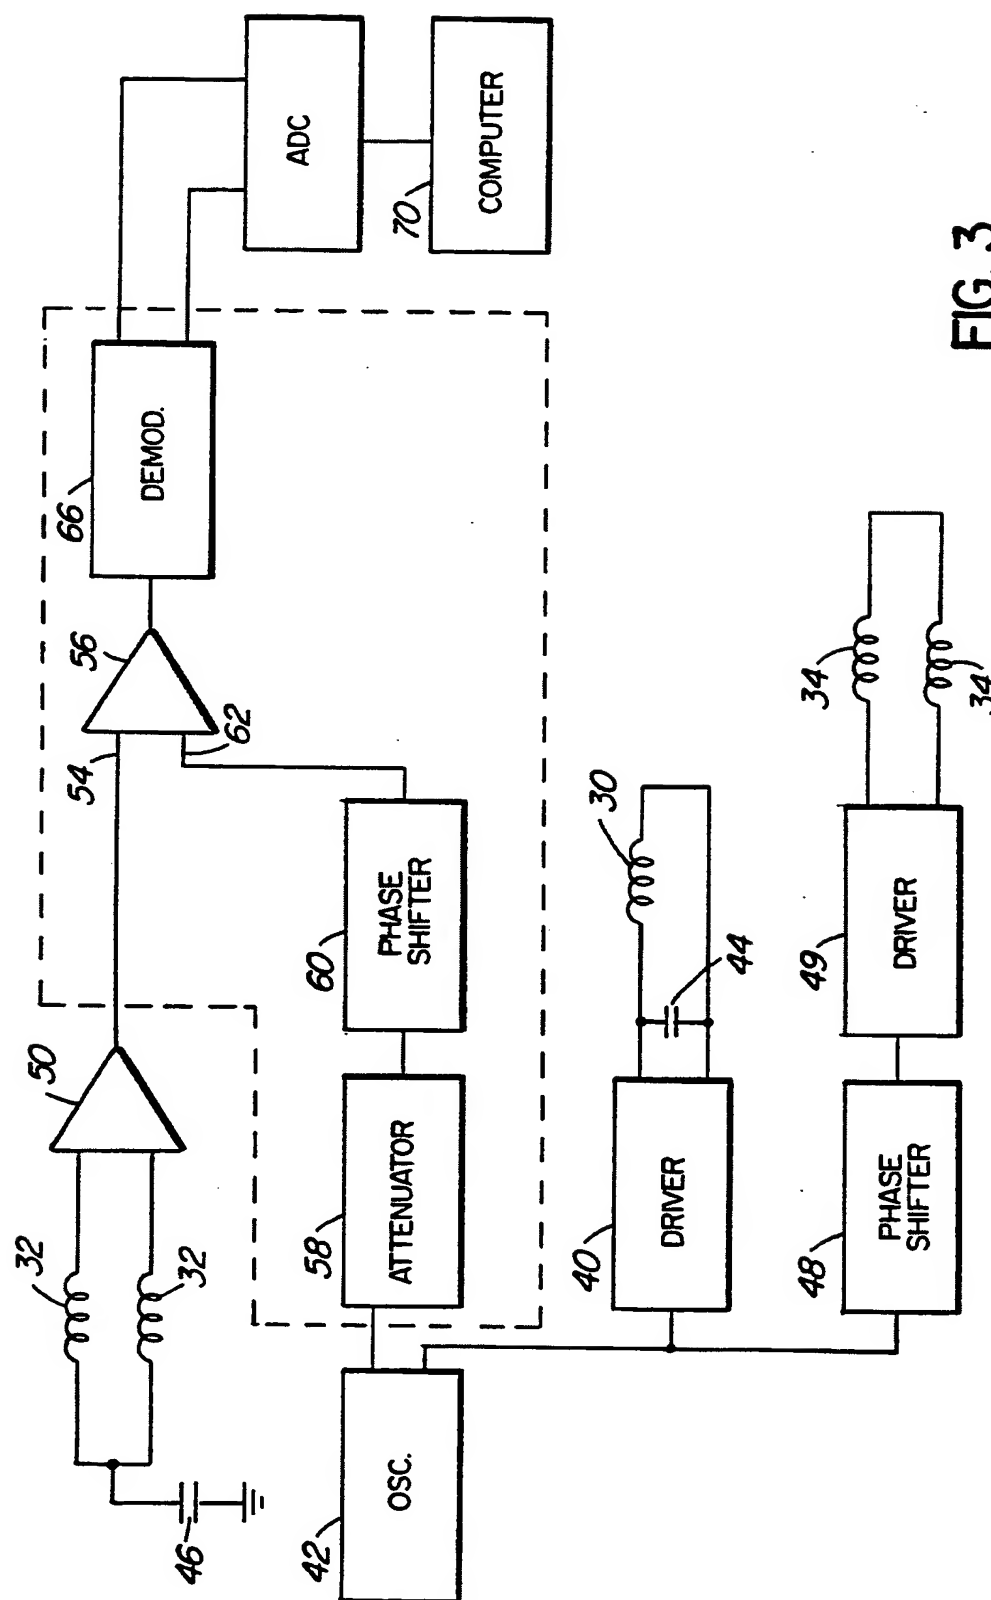 46
32
32
50
54
56
62
66
DEMOD.
ADC
70
COMPUTER
42
OSC.
58
ATTENUATOR
60
PHASE
SHIFTER
40
DRIVER
44
30
48
PHASE
SHIFTER
49
DRIVER
34
34
FIG. 3